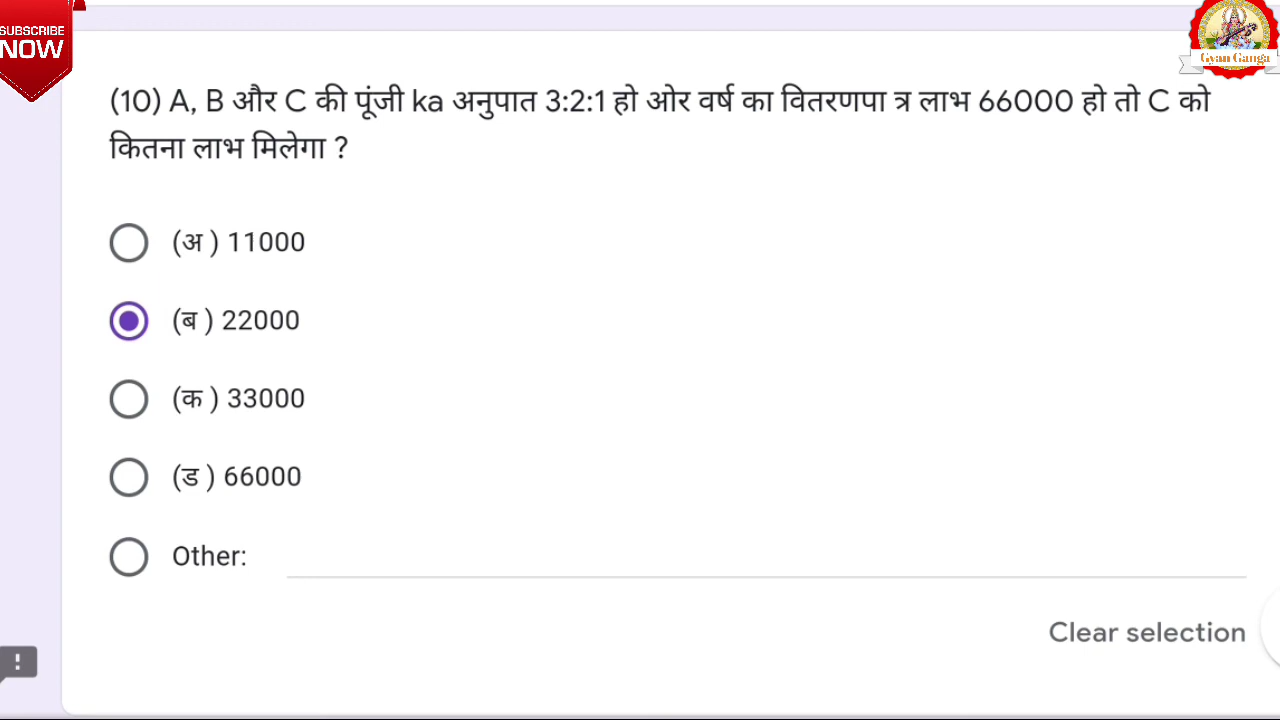 SUBSCRIBE
NOW
Gyan Ganga
(10) A, B और C की पूंजी ka अनुपात 3:2:1 हो ओर वर्ष का वितरणपा त्र लाभ 66000 हो तो C को
कितना लाभ मिलेगा ?
(अ ) 11000
(ब ) 22000
(क ) 33000
(ड ) 66000
Other:
Clear selection
!